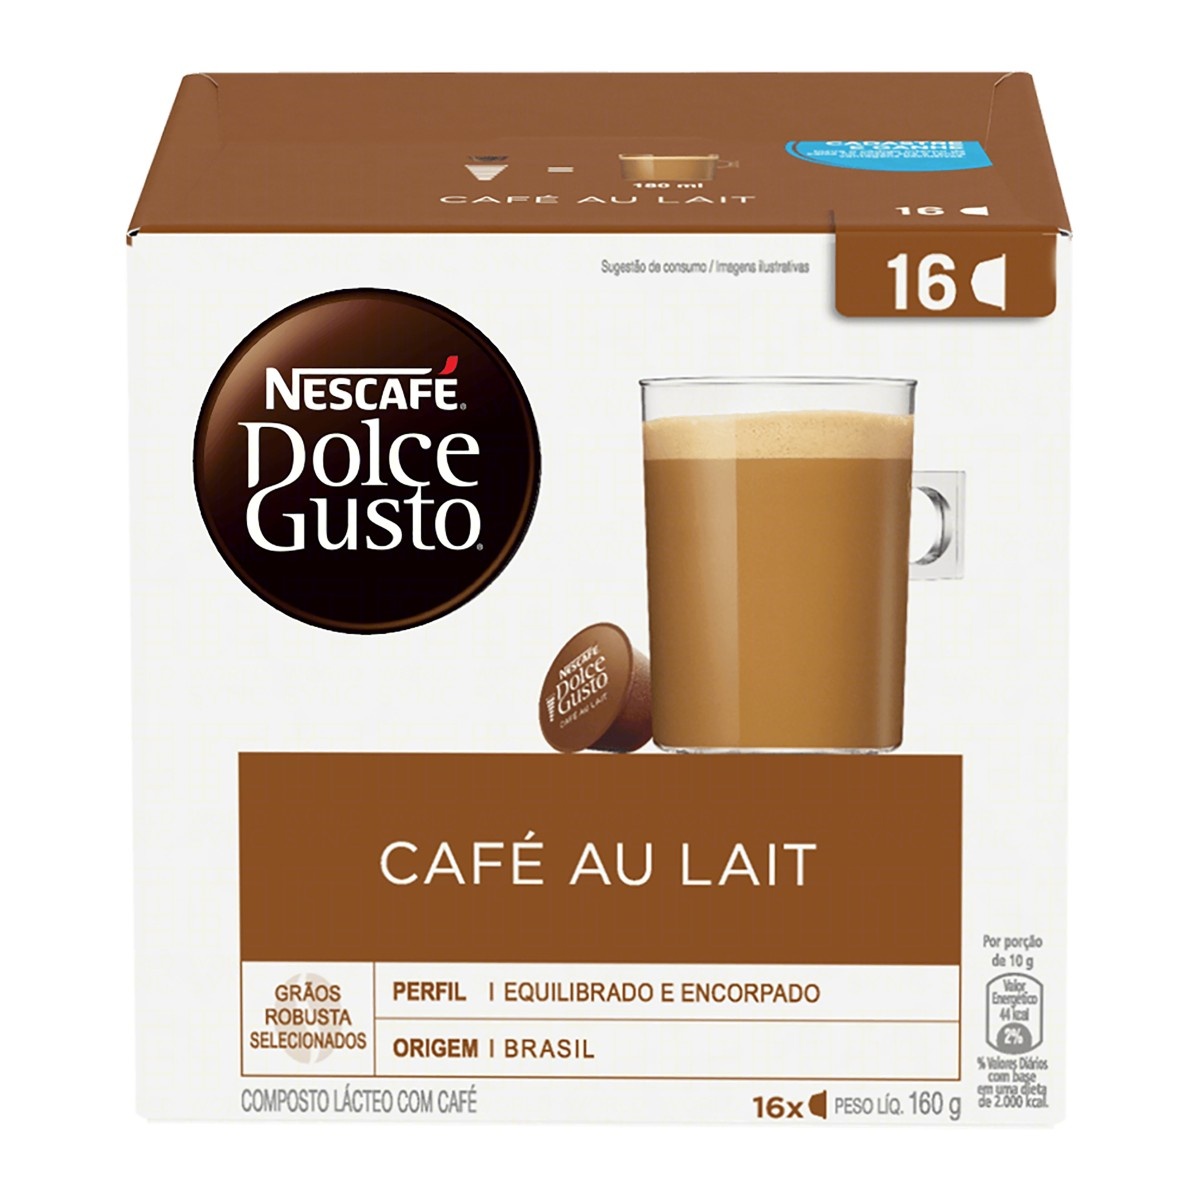 CADASTRE
E GANHE
=
180 ml
CAFÉ AU LAIT
16
Sugestão de consumo / Imagens ilustrativas
16
NESCAFÉ®
DOLCE
GUSTO®
NESCAFÉ
DOLCE
GUSTO
CAFÉ AU LAIT
CAFÉ AU LAIT
GRÃOS
ROBUSTA
SELECIONADOS
PERFIL | EQUILIBRADO E ENCORPADO
ORIGEM | BRASIL
Por porção
de 10 g
Valor
Energético
44 kcal
2%
% Valores Diários
com base
em uma dieta
de 2.000 kcal.
COMPOSTO LÁCTEO COM CAFÉ
16x PESO LÍQ. 160 g